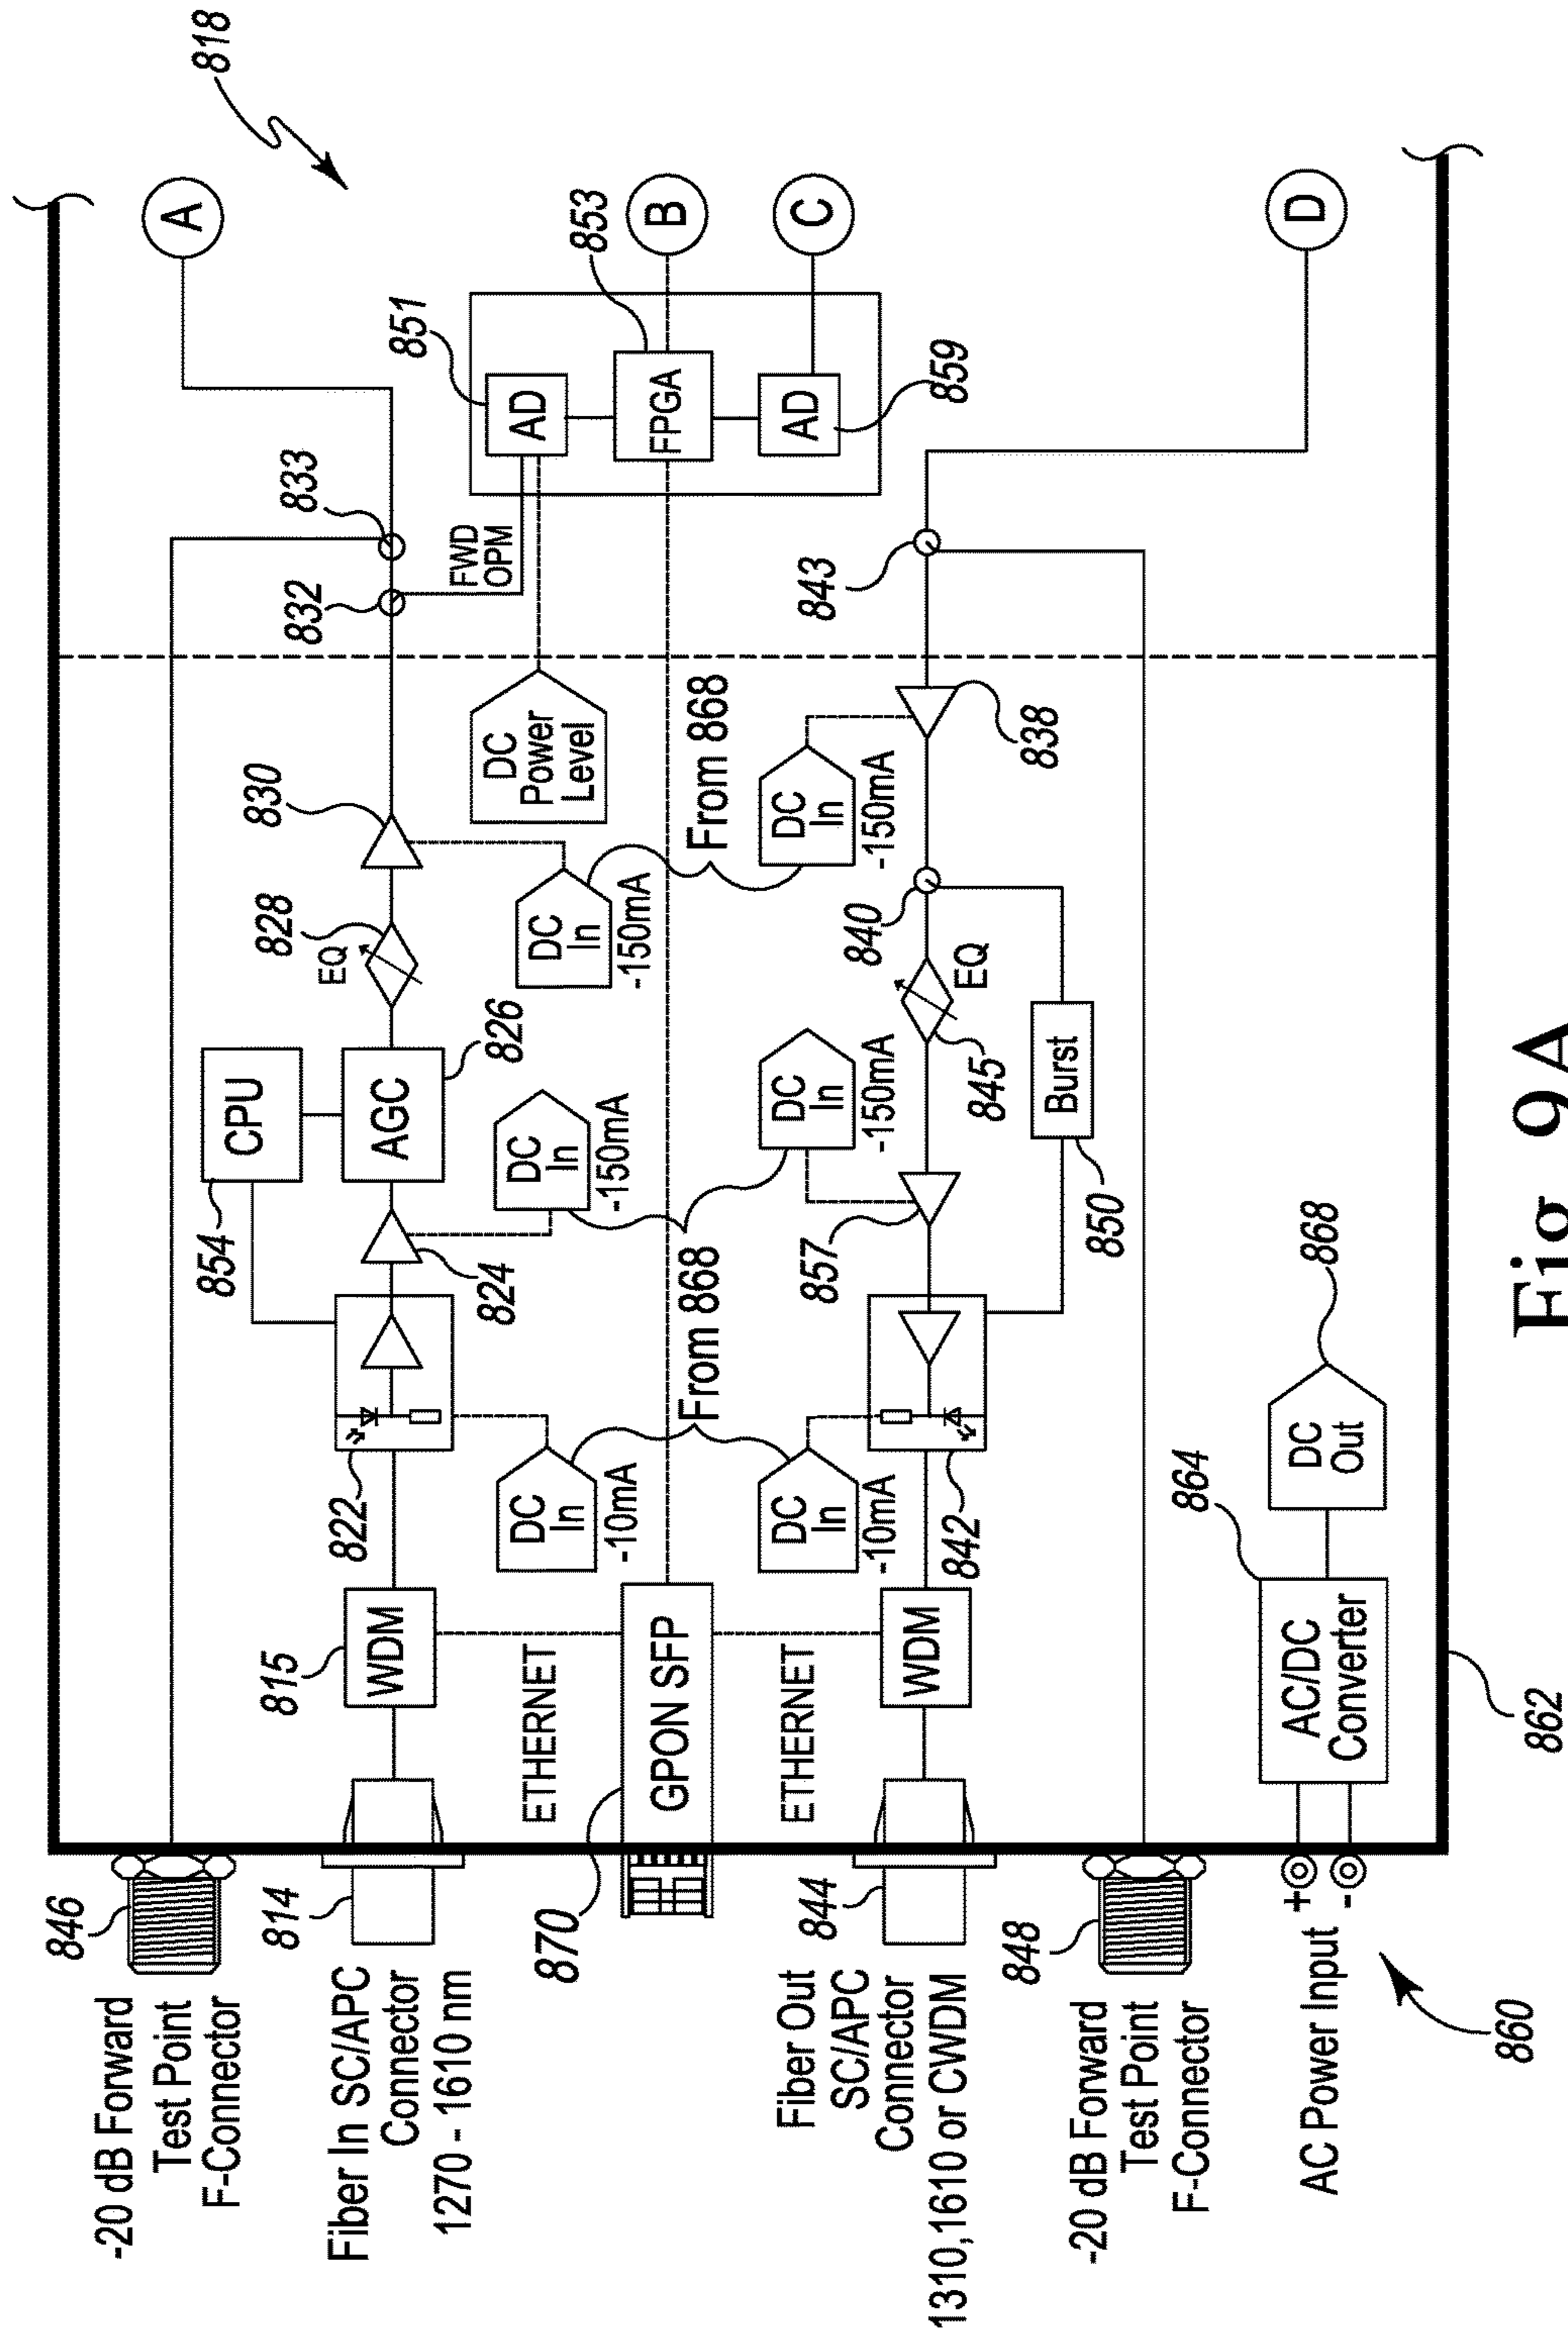 818
A
B
C
D
846
-20 dB Forward
Test Point
F-Connector
814
Fiber In SC/APC
Connector
1270 - 1610 nm
815
WDM
822
854
CPU
824
AGC
826
828
EQ
830
832
833
FWD
OPM
851
AD
853
FPGA
AD
859
DC
Power
Level
DC
In
-10mA
DC
In
-150mA
DC
In
-150mA
From 868
From 868
870
ETHERNET
GPON SFP
ETHERNET
DC
In
-10mA
DC
In
-150mA
DC
In
-150mA
844
Fiber Out
SC/APC
Connector
1310,1610 or CWDM
WDM
842
857
845
EQ
840
838
843
Burst
850
848
-20 dB Forward
Test Point
F-Connector
AC Power Input
+
-
860
AC/DC
Converter
864
DC
Out
868
862
Fig. 9A